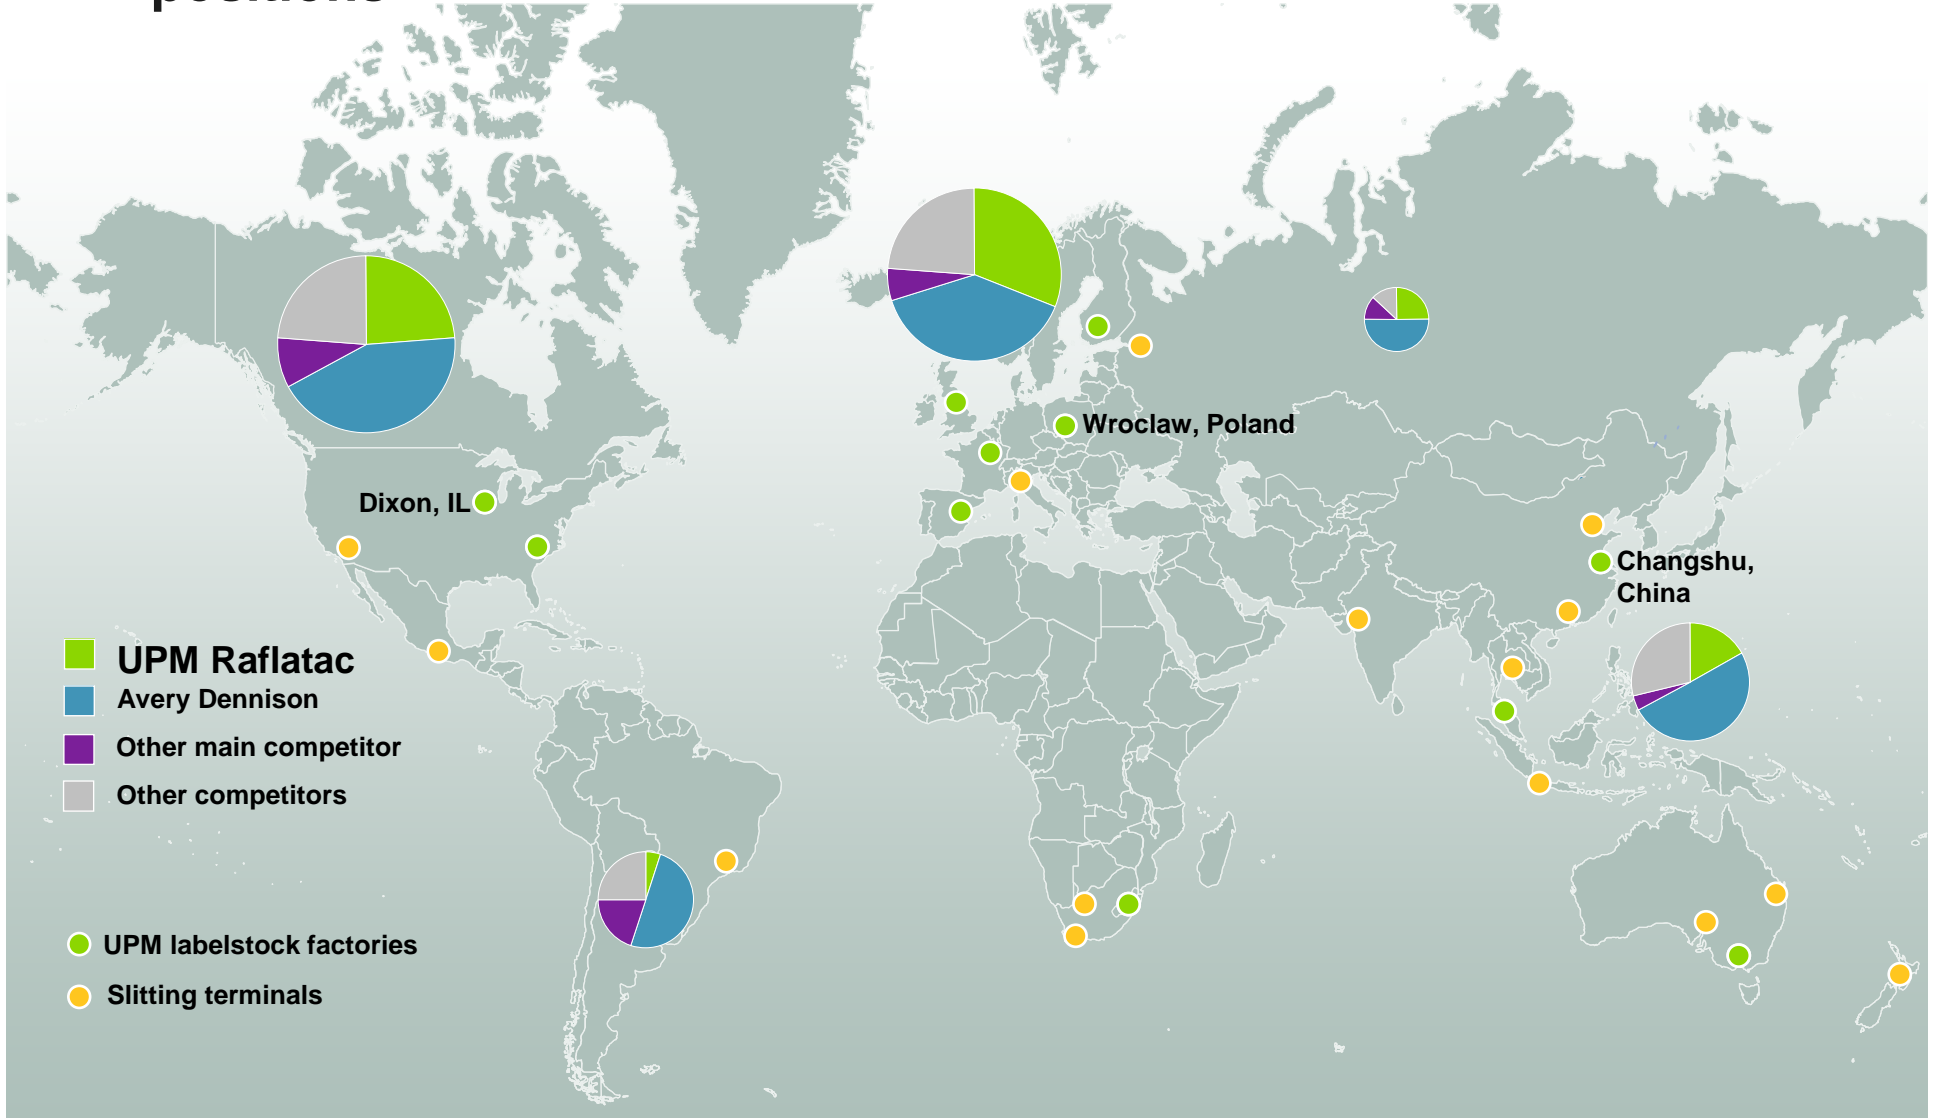 positions
Wroclaw, Poland
Dixon, IL
Changshu,
China
UPM Raflatac
Avery Dennison
Other main competitor
Other competitors
UPM labelstock factories
Slitting terminals